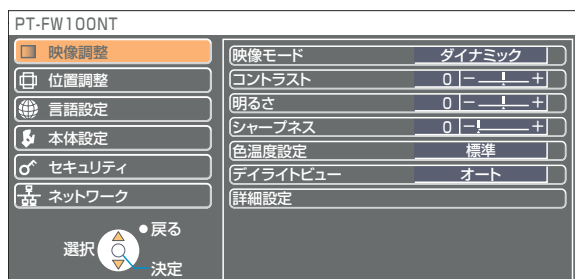 PT-FW100NT
映像調整
位置調整
言語設定
本体設定
セキュリティ
ネットワーク
選択
戻る
決定
映像モード ダイナミック
コントラスト 0
明るさ 0
シャープネス 0
色温度設定 標準
デイライトビュー オート
詳細設定